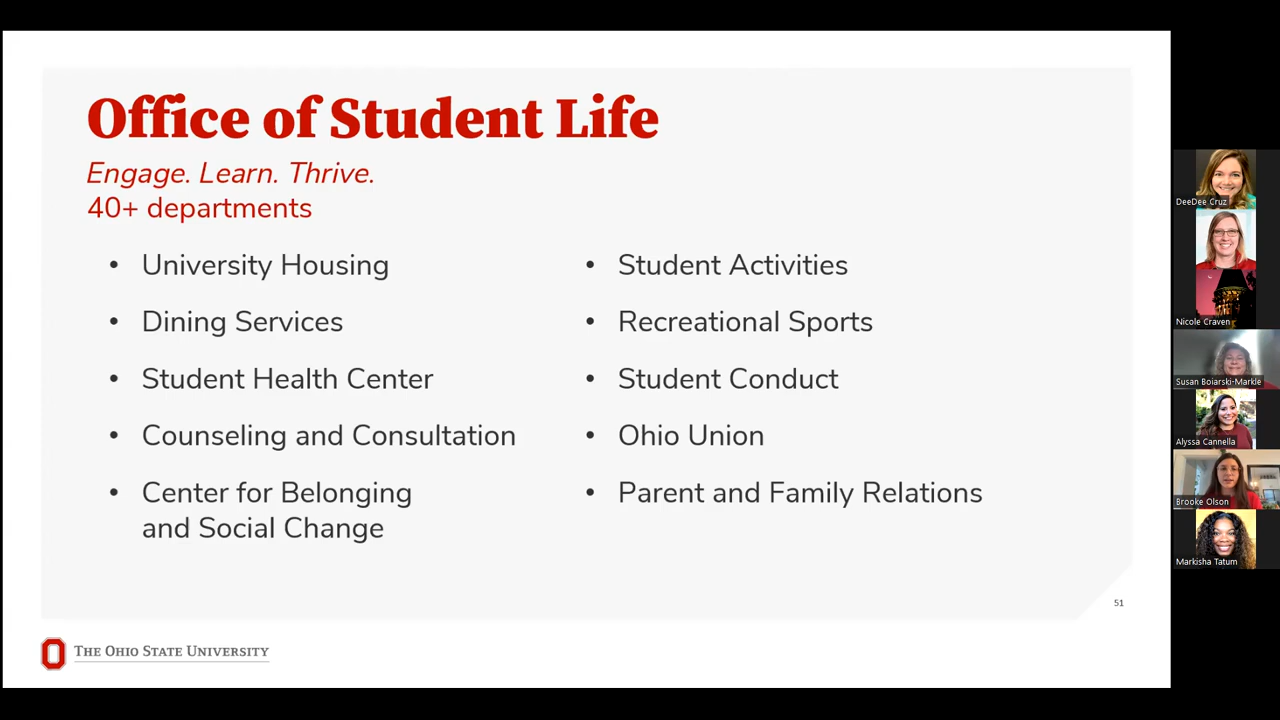 Office of Student Life
Engage. Learn. Thrive.
40+ departments
• University Housing
• Dining Services
• Student Health Center
• Counseling and Consultation
• Center for Belonging
and Social Change
• Student Activities
• Recreational Sports
• Student Conduct
• Ohio Union
• Parent and Family Relations
51
THE OHIO STATE UNIVERSITY
DeeDee Cruz
Nicole Craven
Susan Boiarski-Markle
Alyssa Cannella
Brooke Olson
Markisha Tatum